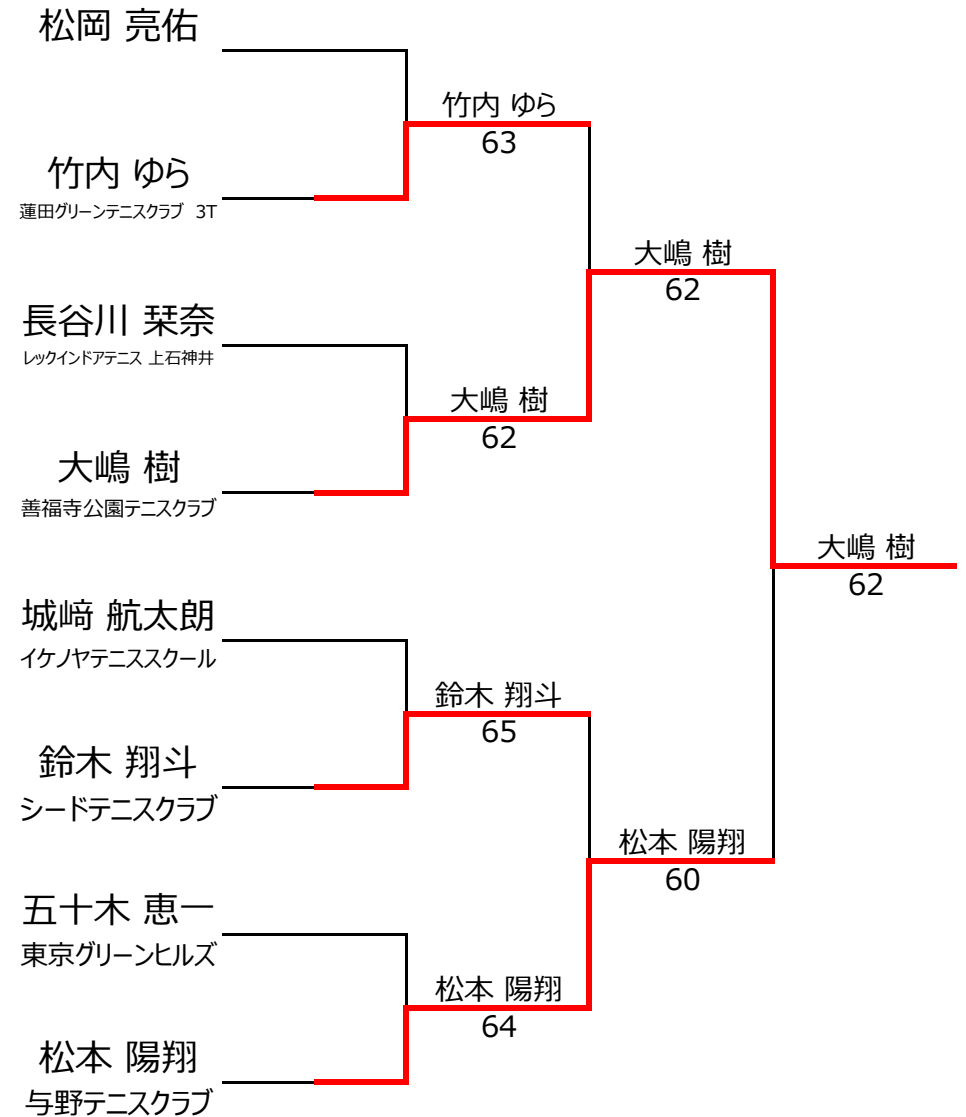 松岡 亮佑
竹内 ゆら
63
竹内 ゆら
蓮田グリーンテニスクラブ 3T
大嶋 樹
62
長谷川 栞奈
レックインドアテニス 上石神井
大嶋 樹
62
大嶋 樹
善福寺公園テニスクラブ
大嶋 樹
62
城﨑 航太朗
イケノヤテニススクール
鈴木 翔斗
65
鈴木 翔斗
シードテニスクラブ
松本 陽翔
60
五十木 恵一
東京グリーンヒルズ
松本 陽翔
64
松本 陽翔
与野テニスクラブ